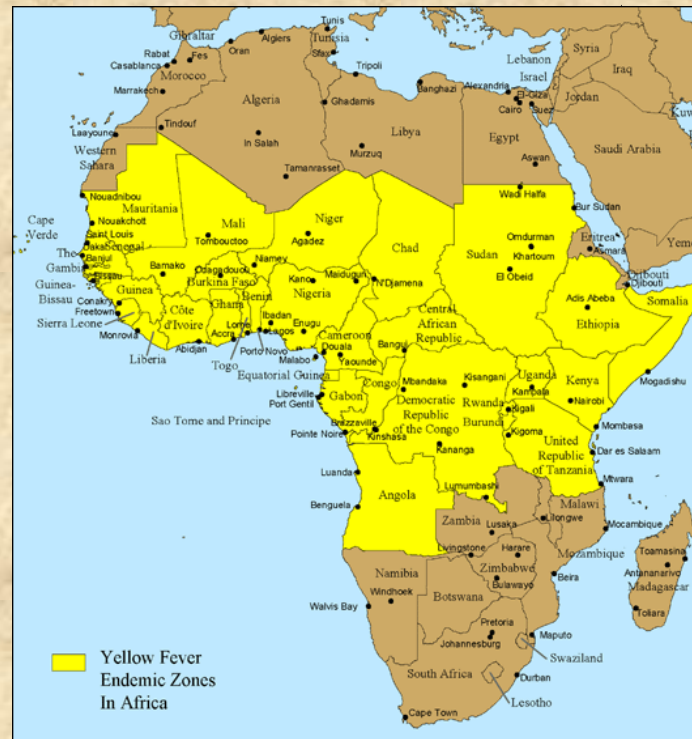 Tunis
Gibraltar
Algiers
Tunisia
Oran
Sfax
Rabat
Fes
Casablanca
Morocco
Tripoli
Lebanon
Syria
Israel
Iraq
Marrakech
Banghazi
Alexandria
El-Giza
Jordan
Cairo
Suez
Algeria
Ghadamis
Tindouf
Libya
Egypt
Laayoune
In Salah
Saudi Arabia
Western
Sahara
Murzuq
Aswan
Tamanrasset
Wadi Halfa
Nouadnibou
Bur Sudan
Mauritania
Cape
Verde
Nouakchott
Mali
Niger
Chad
Sudan
Omdurman
Khartoum
Eritrea
Asmara
Saint Louis
Tombouctoo
Agadez
Dakar
Senegal
The
Gambia
Banjul
Niamey
El Obeid
Djibouti
Djibouti
Bissau
Bamako
Ouagadouou
Kano
Maidugun
N'Djamena
Guinea-
Bissau
Guinea
Burkina Faso
Benin
Nigeria
Adis Abeba
Somalia
Conakry
Freetown
Côte
d'Ivoire
Ghana
Ibadan
Enugu
Central
African
Republic
Ethiopia
Sierra Leone
Monrovia
Accra
Lome
Lagos
Cameroon
Douala
Bangui
Liberia
Abidjan
Togo
Porto Novo
Malabo
Yaounde
Equatorial Guinea
Kisangani
Uganda
Kenya
Mogadishu
Libreville
Port Gentil
Gabon
Congo
Mbandaka
Kampala
Democratic
Republic
of the Congo
Rwanda
Nairobi
Sao Tome and Principe
Brazzaville
Kigali
Burundi
Mombasa
Pointe Noire
Kinshasa
Kigoma
United
Republic
of Tanzania
Kananga
Dar es Salaam
Luanda
Mtwara
Lumumbashi
Benguela
Angola
Malawi
Zambia
Lilongwe
Lusaka
Mocambique
Livingstone
Harare
Mozambique
Toamasina
Namibia
Zimbabwe
Antananarivo
Bulawayo
Beira
Madagascar
Windhoek
Botswana
Walvis Bay
Toliara
Pretoria
Johannesburg
Maputo
Swaziland
Yellow Fever
Endemic Zones
In Africa
South Africa
Durban
Lesotho
Cape Town